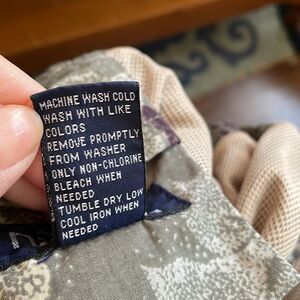 MACHINE WASH COLD
WASH WITH LIKE
COLORS
REMOVE PROMPTLY
FROM WASHER
ONLY NON-CHLORINE
BLEACH WHEN
NEEDED
TUMBLE DRY LOW
COOL IRON WHEN
NEEDED